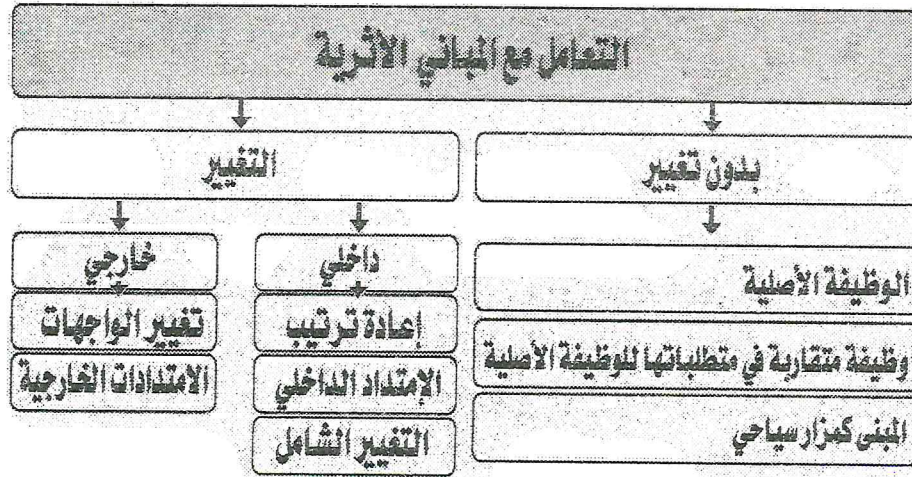 التعامل مع المباني الأثرية
بدون تغيير
التغيير
الوظيفة الأصلية
وظيفة متقاربة في متطلباتها للوظيفة الأصلية
المبنى كمزار سياحي
داخلي
إعادة ترتيب
الإمتداد الداخلي
التغيير الشامل
خارجي
تغيير الواجهات
الامتدادات الخارجية